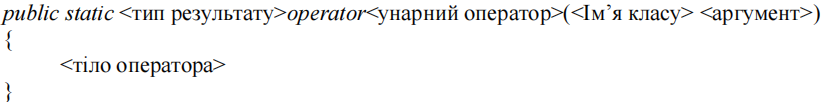 public static <тип результату>operator<унарний оператор>(<Ім’я класу> <аргумент>)
{
<тіло оператора>
}